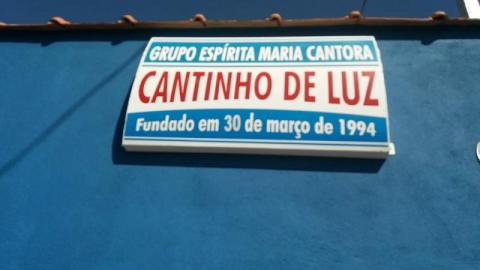 GRUPO ESPÍRITA MARIA CANTORA
CANTINHO DE LUZ
Fundado em 30 de março de 1994